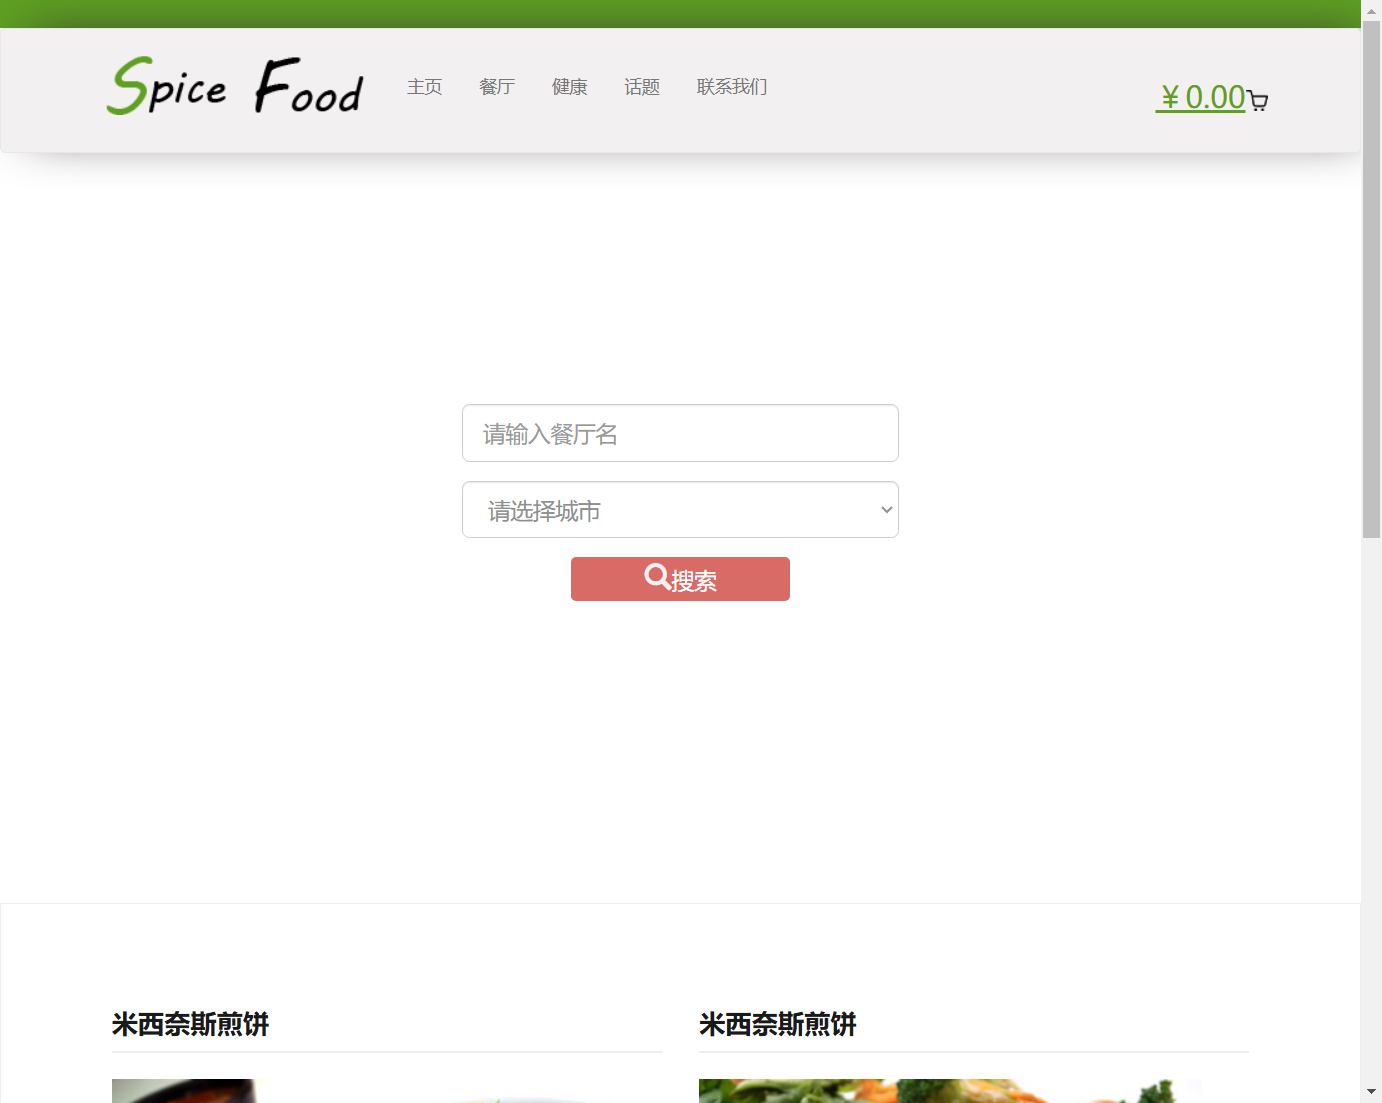 Spice Food
主页 餐厅 健康 话题 联系我们
￥0.00
请输入餐厅名
请选择城市
搜索
米西奈斯煎饼 米西奈斯煎饼